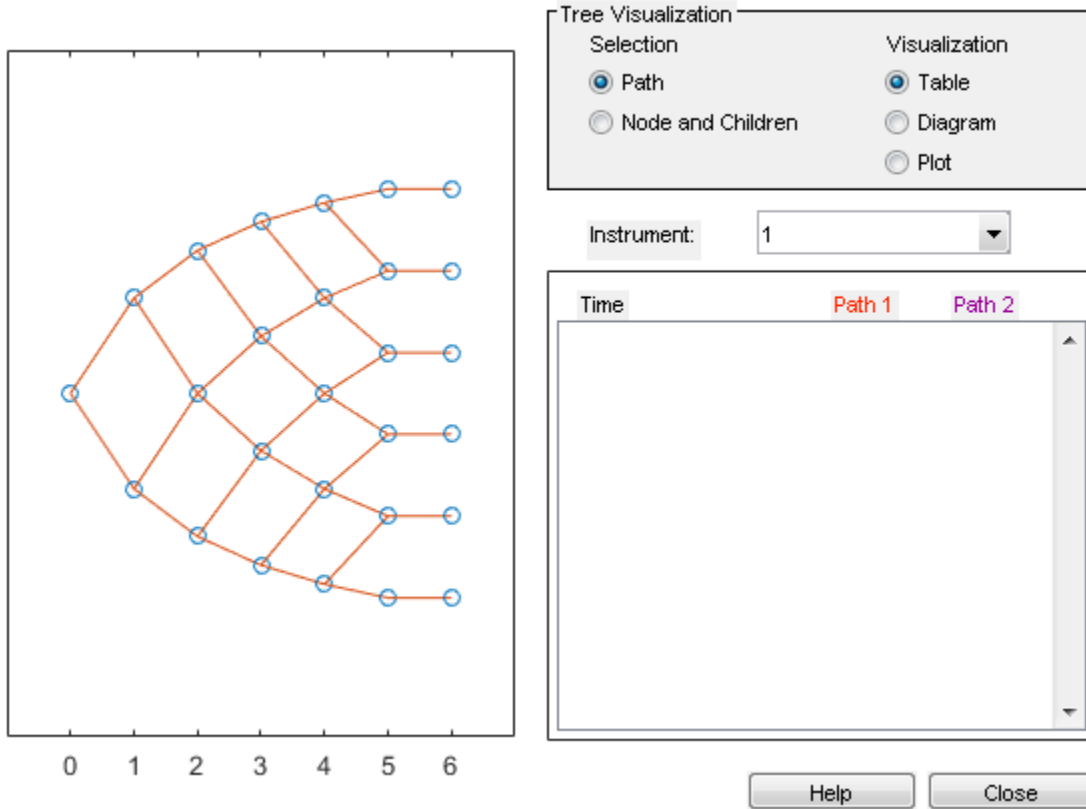 Tree Visualization
Selection
Visualization
Path
Table
Node and Children
Diagram
Plot
Instrument:
1
Time
Path 1
Path 2
0 1 2 3 4 5 6
Help
Close